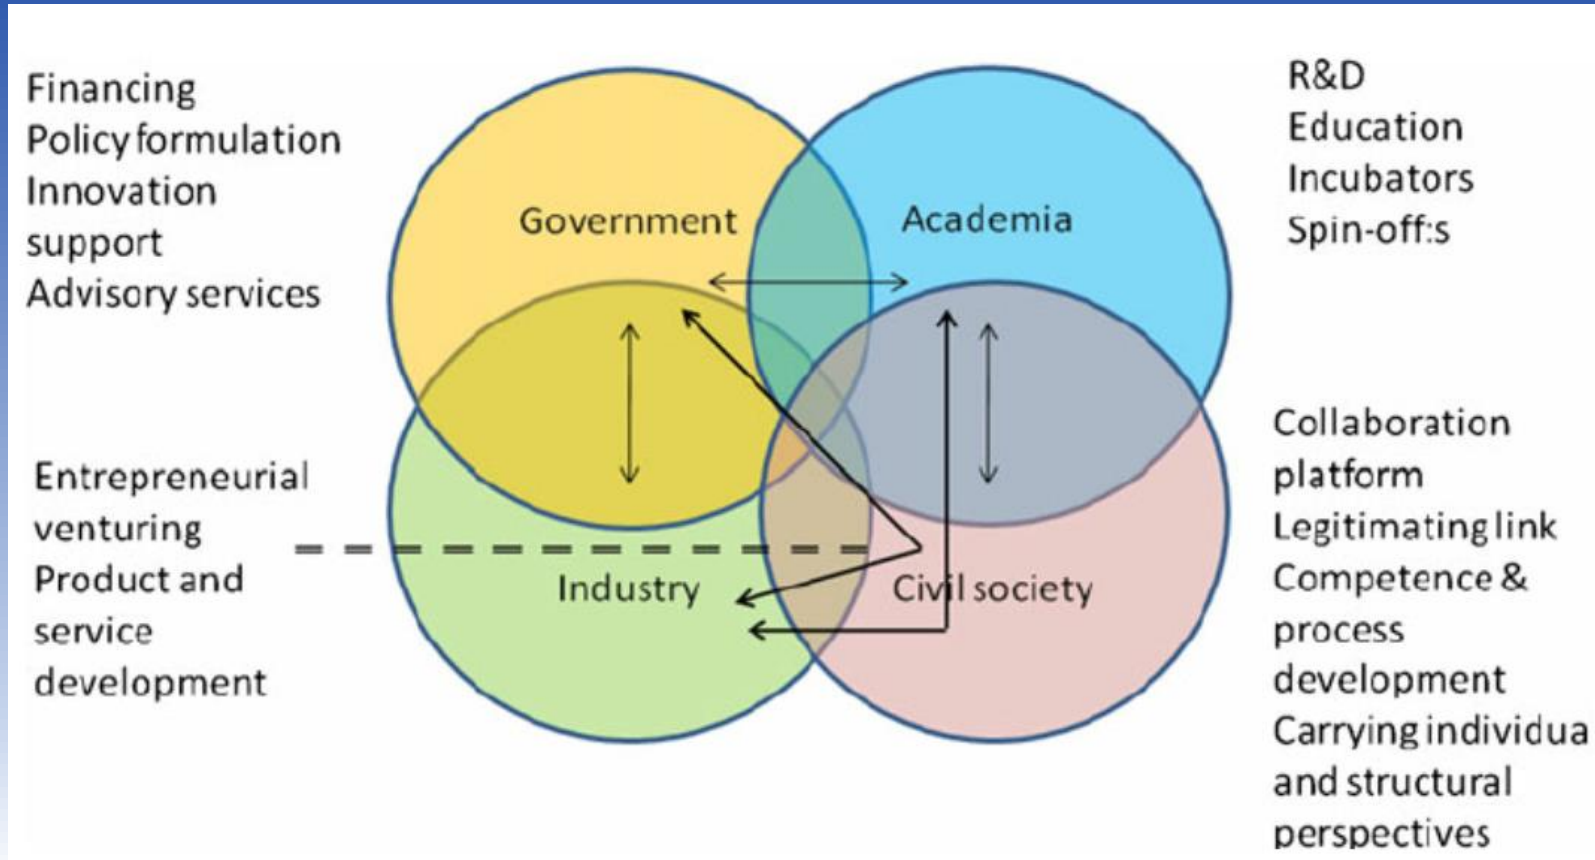 Financing
Policy formulation
Innovation
support
Advisory services
Government
Academia
R&D
Education
Incubators
Spin-off:s
Entrepreneurial
venturing
Product and
service
development
Industry
Civil society
Collaboration
platform
Legitimating link
Competence &
process
development
Carrying individua
and structural
perspectives